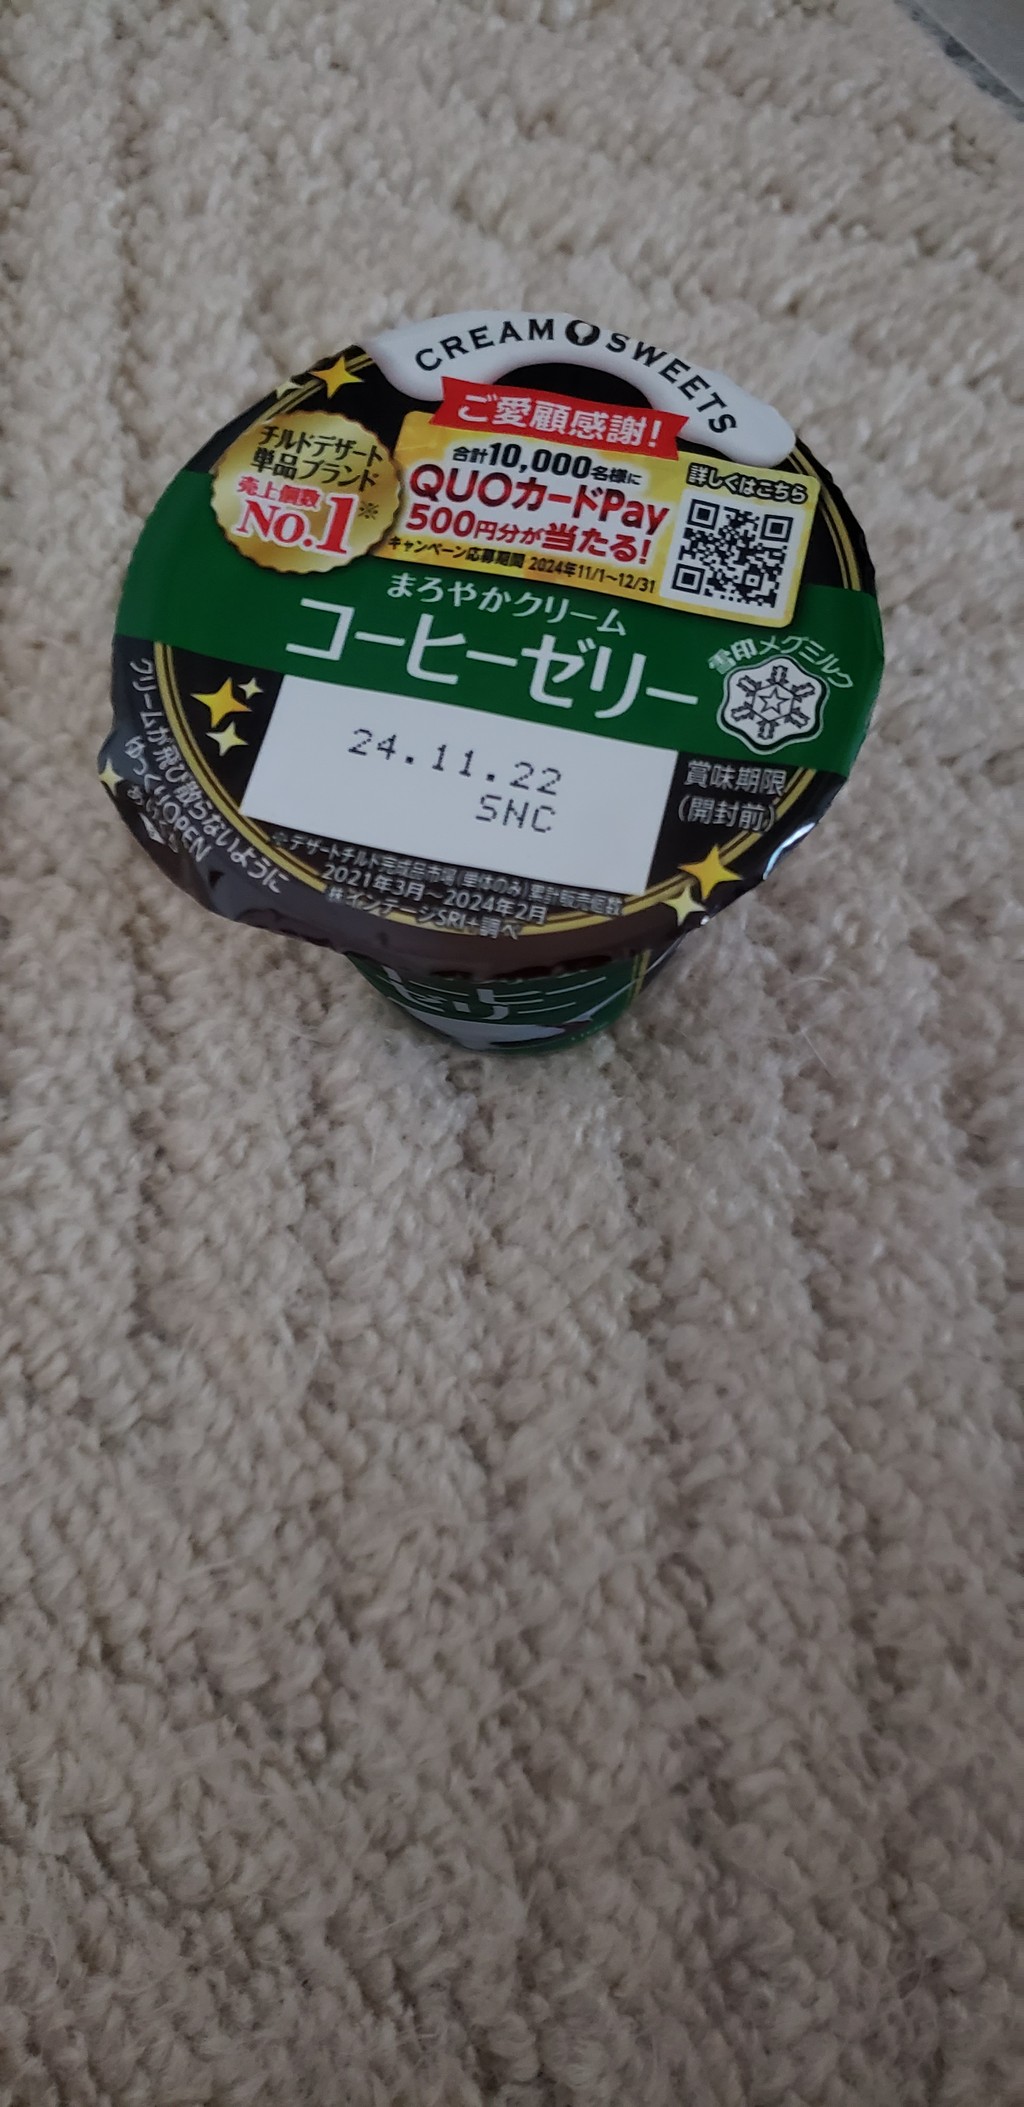 CREAM SWEETS
ご愛顧感謝!
チルドデザート
単品ブランド
売上個数
No.1※
合計10,000名様に
QUOカードPay
500円分が当たる!
キャンペーン応募期間 2024年11/1~12/31
詳しくはこちら
まろやかクリーム
コーヒーゼリー
雪印メグミルク
24.11.22
SNC
賞味期限
(開封前)
クリームが飛び散らないように
ゆっくりOPEN
※デザートチルド完成品市場(単体のみ)累計販売個数
2021年3月~2024年2月
㈱インテージSRI+調べ
コーヒー
ゼリー